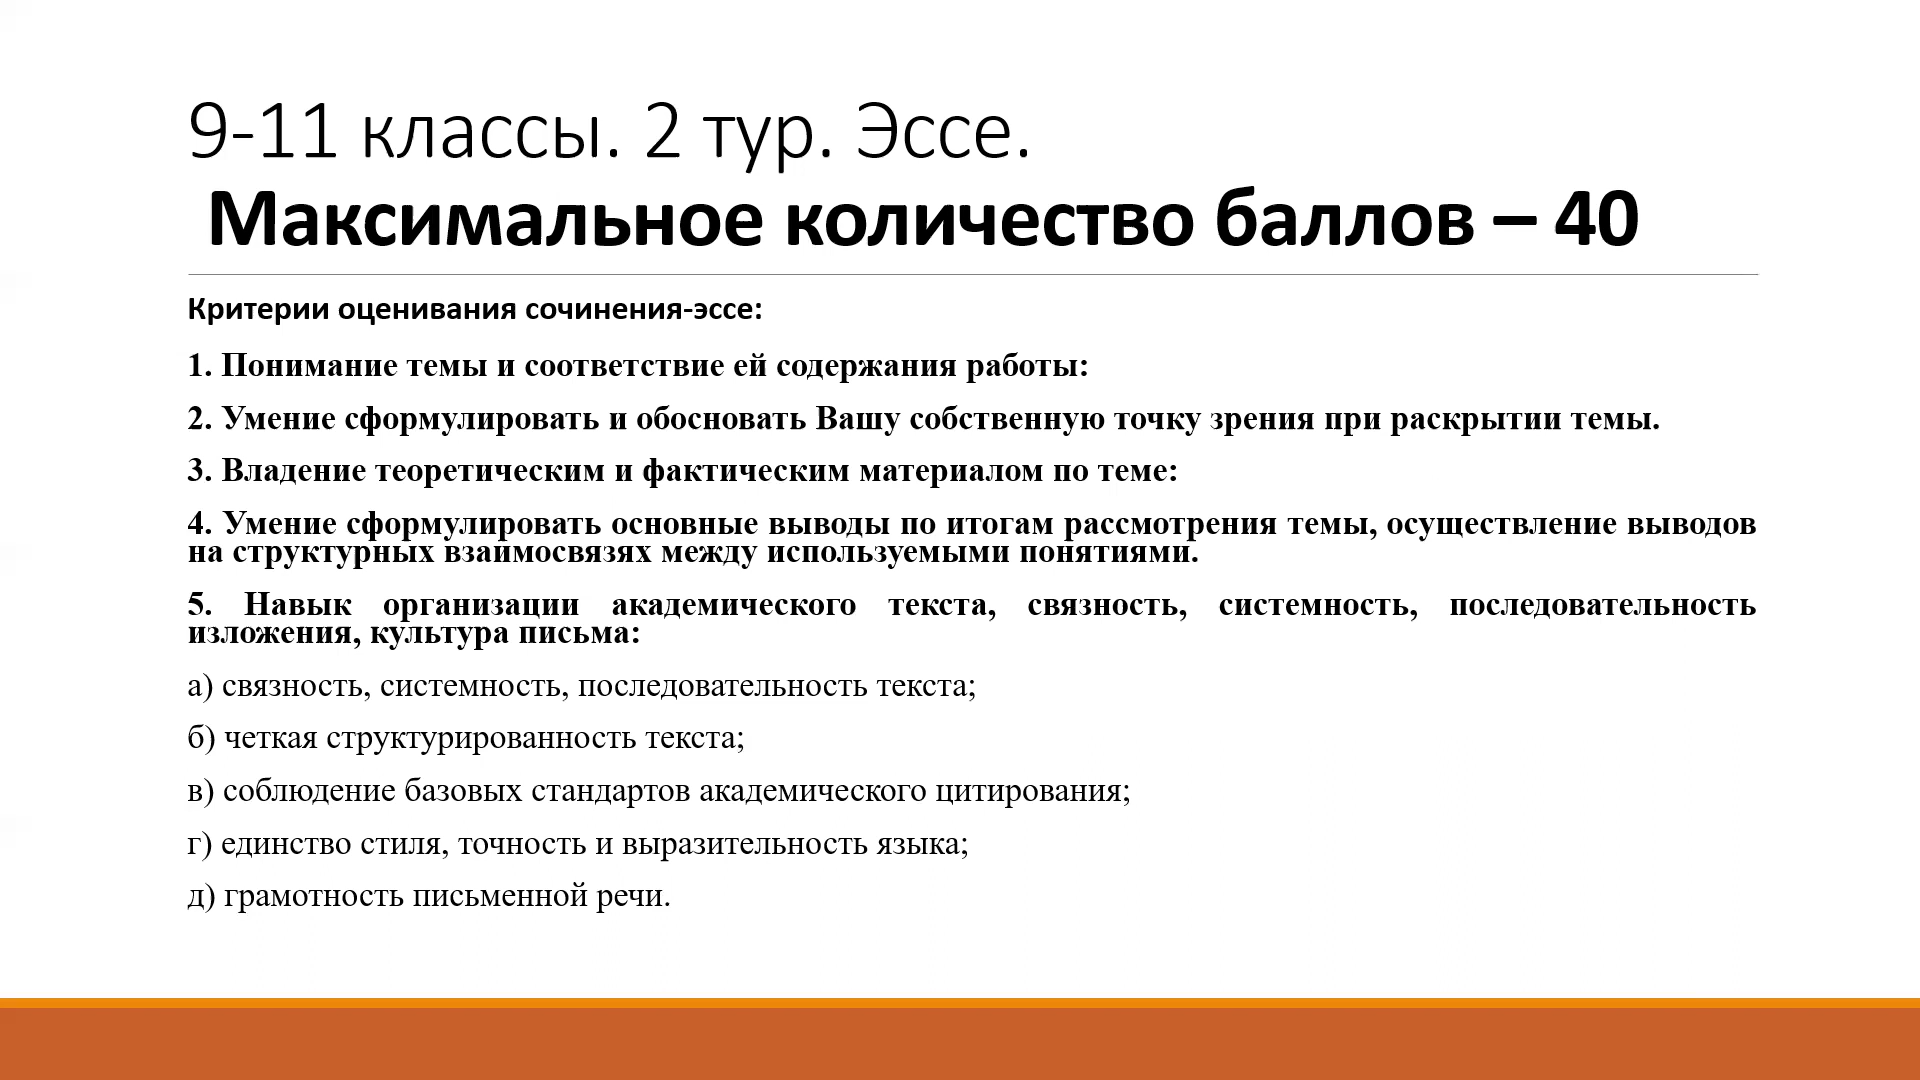 9-11 классы. 2 тур. Эссе.
Максимальное количество баллов – 40
Критерии оценивания сочинения-эссе:
1. Понимание темы и соответствие ей содержания работы:
2. Умение сформулировать и обосновать Вашу собственную точку зрения при раскрытии темы.
3. Владение теоретическим и фактическим материалом по теме:
4. Умение сформулировать основные выводы по итогам рассмотрения темы, осуществление выводов
на структурных взаимосвязях между используемыми понятиями.
5. Навык организации академического текста, связность, системность, последовательность
изложения, культура письма:
а) связность, системность, последовательность текста;
б) четкая структурированность текста;
в) соблюдение базовых стандартов академического цитирования;
г) единство стиля, точность и выразительность языка;
д) грамотность письменной речи.